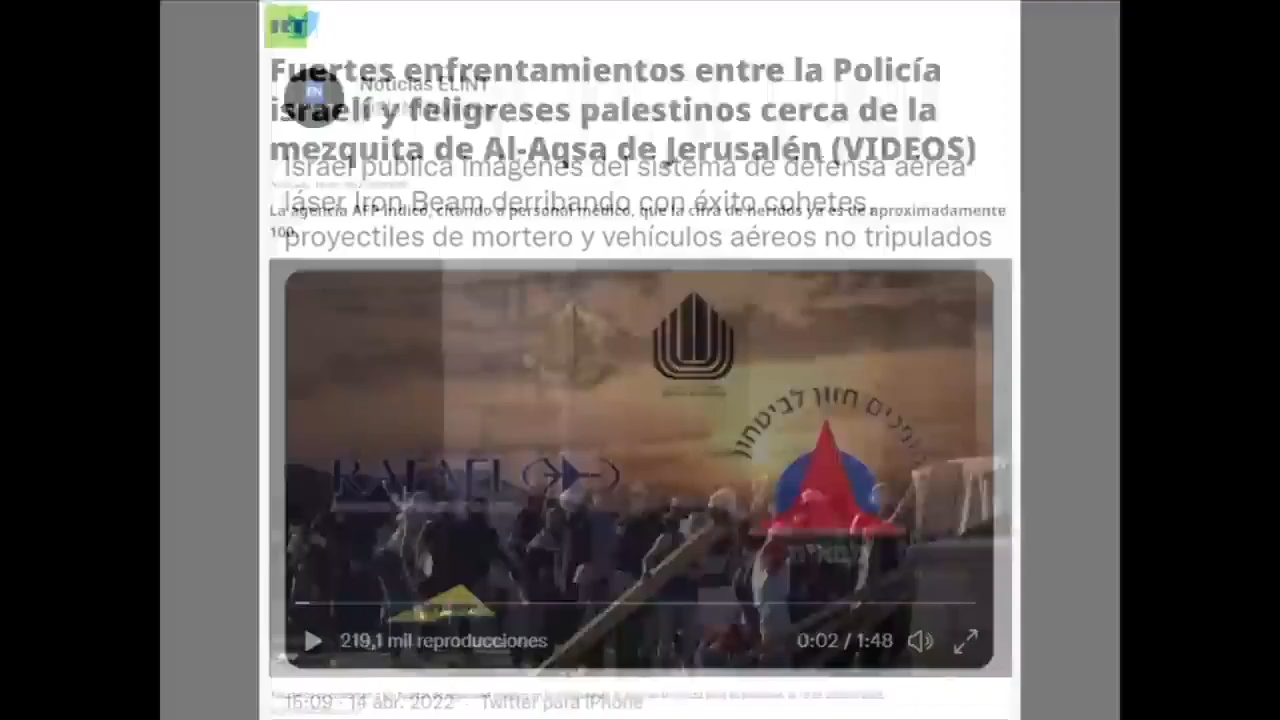 RT
Fuertes enfrentamientos entre la Policía
israelí y feligreses palestinos cerca de la
mezquita de Al-Aqsa de Jerusalén (VIDEOS)
La agencia AFP indicó, citando a personal médico, que la cifra de heridos ya es de aproximadamente
100.
EN
Noticias ELINT
Israel publica imágenes del sistema de defensa aérea
láser Iron Beam derribando con éxito cohetes,
proyectiles de mortero y vehículos aéreos no tripulados
חזון לביטחון
RAFAEL
219,1 mil reproducciones
0:02 / 1:48
16:09 · 14 abr. 2022 · Twitter para iPhone